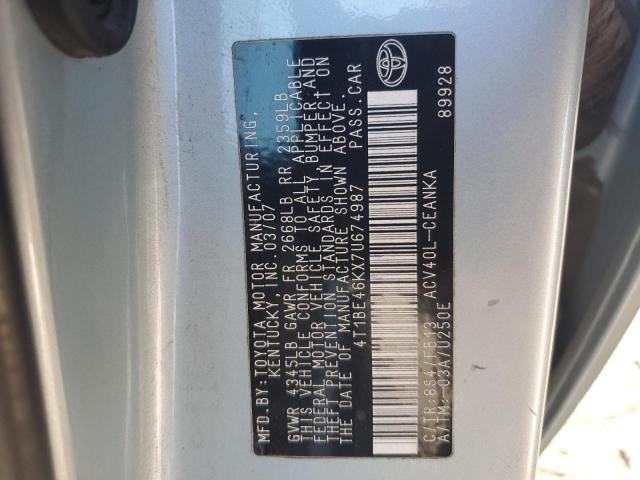 MFD.BY:TOYOTA MOTOR MANUFACTURING,
KENTUCKY, INC. 03/07
GVWR 4345LB GAWR FR 2668LB RR 2359LB
THIS VEHICLE CONFORMS TO ALL APPLICABLE
FEDERAL MOTOR VEHICLE SAFETY, BUMPER AND
THEFT PREVENTION STANDARDS IN EFFECT ON
THE DATE OF MANUFACTURE SHOWN ABOVE.
4T1BE46KX7U674987 PASS.CAR
C/TR:8S4/FB13 ACV40L-CEANKA
A/TM:-03A/U250E 89928